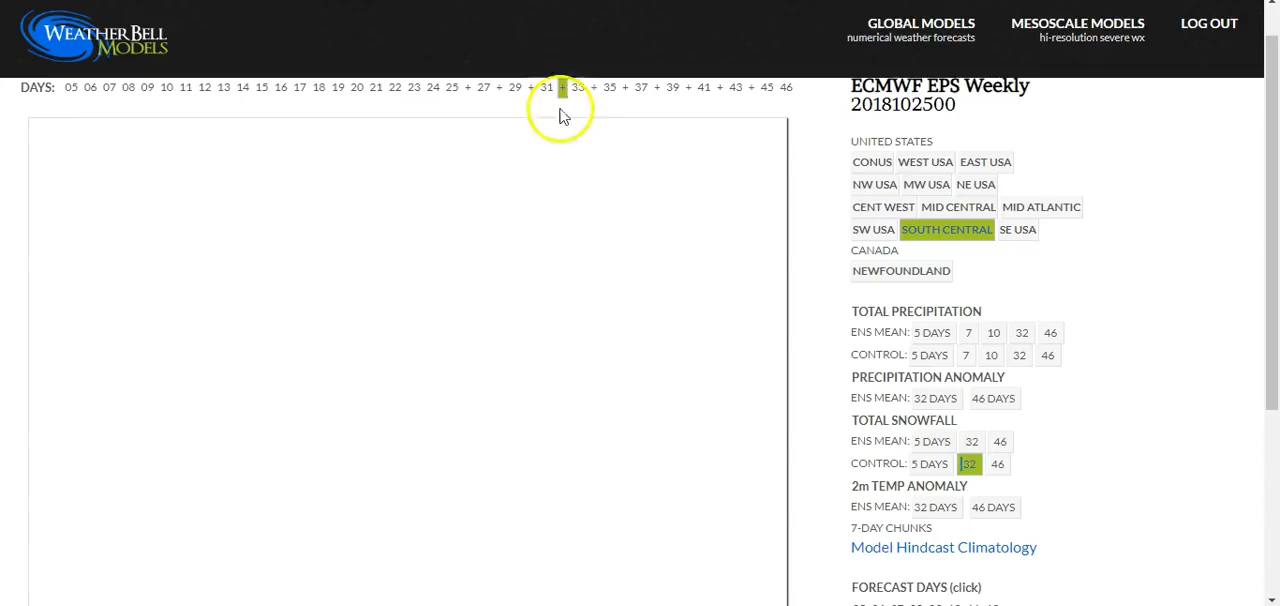 WEATHERBELL
MODELS
GLOBAL MODELS
numerical weather forecasts
MESOSCALE MODELS
hi-resolution severe wx
LOG OUT
DAYS: 05 06 07 08 09 10 11 12 13 14 15 16 17 18 19 20 21 22 23 24 25 + 27 + 29 + 31 + 33 + 35 + 37 + 39 + 41 + 43 + 45 46
ECMWF EPS Weekly
2018102500
UNITED STATES
CONUS WEST USA EAST USA
NW USA MW USA NE USA
CENT WEST MID CENTRAL MID ATLANTIC
SW USA SOUTH CENTRAL SE USA
CANADA
NEWFOUNDLAND
TOTAL PRECIPITATION
ENS MEAN: 5 DAYS 7 10 32 46
CONTROL: 5 DAYS 7 10 32 46
PRECIPITATION ANOMALY
ENS MEAN: 32 DAYS 46 DAYS
TOTAL SNOWFALL
ENS MEAN: 5 DAYS 32 46
CONTROL: 5 DAYS 32 46
2m TEMP ANOMALY
ENS MEAN: 32 DAYS 46 DAYS
7-DAY CHUNKS
Model Hindcast Climatology
FORECAST DAYS (click)